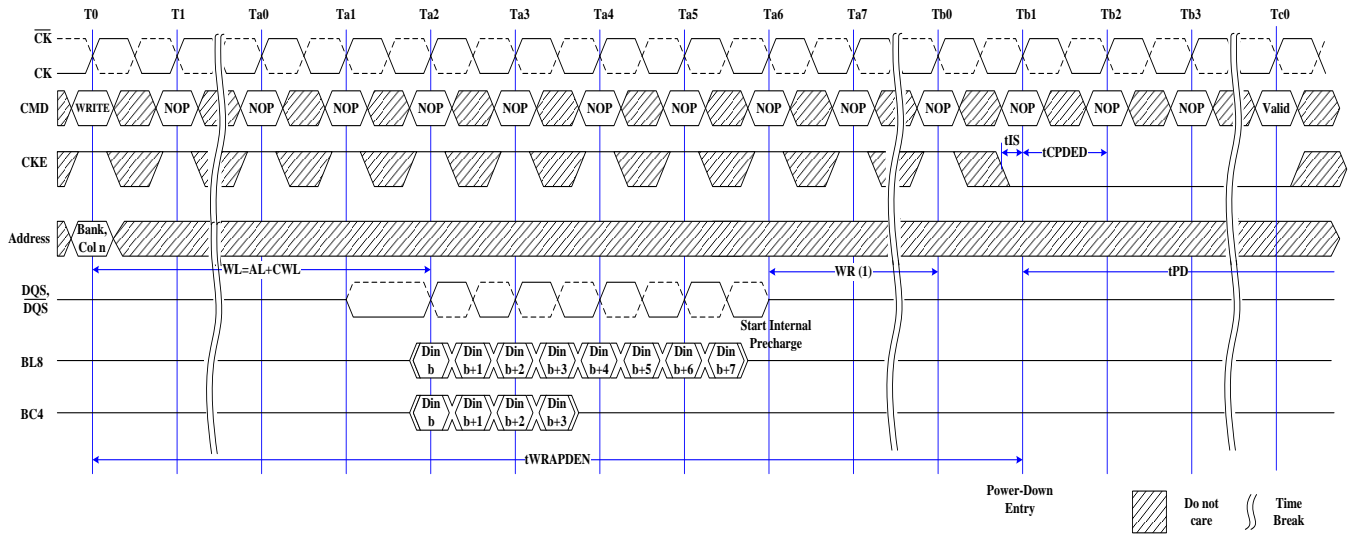 T0 T1 Ta0 Ta1 Ta2 Ta3 Ta4 Ta5 Ta6 Ta7 Tb0 Tb1 Tb2 Tb3 Tc0
CK
CK
CMD WRITE NOP NOP NOP NOP NOP NOP NOP NOP NOP NOP NOP NOP NOP Valid
tIS
CKE tCPDED
Address Bank,
Col n
WL=AL+CWL WR (1) tPD
DQS,
DQS
Start Internal
Precharge
BL8 Din Din Din Din Din Din Din Din
b b+1 b+2 b+3 b+4 b+5 b+6 b+7
BC4 Din Din Din Din
b b+1 b+2 b+3
tWRAPDEN
Power-Down
Entry
Do not
care
Time
Break